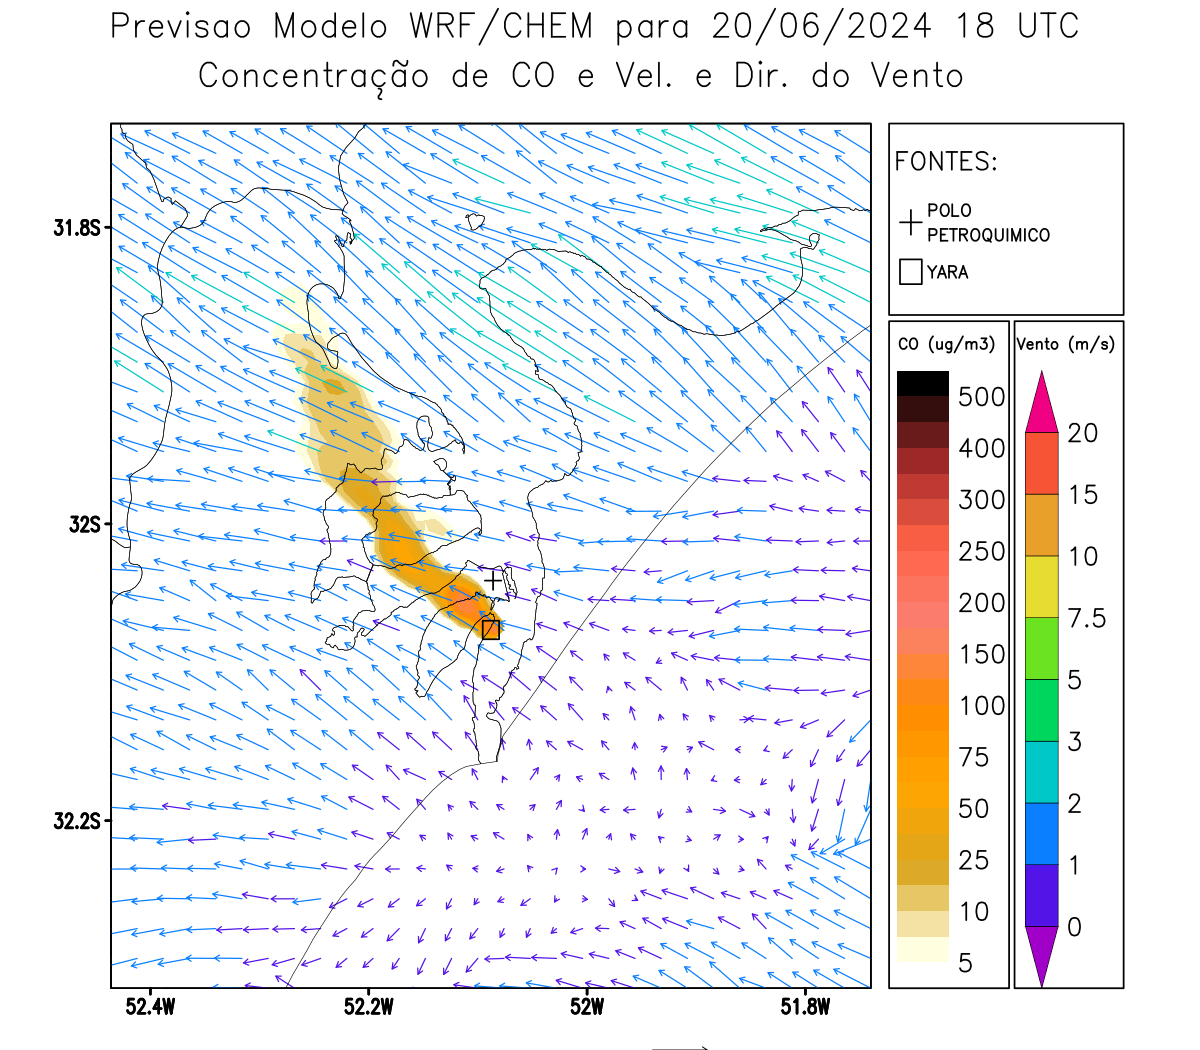 Previsao Modelo WRF/CHEM para 20/06/2024 18 UTC
Concentração de CO e Vel. e Dir. do Vento
FONTES:
POLO
PETROQUIMICO
YARA
CO (ug/m3)
500
400
300
250
200
150
100
75
50
25
10
5
Vento (m/s)
20
15
10
7.5
5
3
2
1
0
31.8S
32S
32.2S
52.4W
52.2W
52W
51.8W